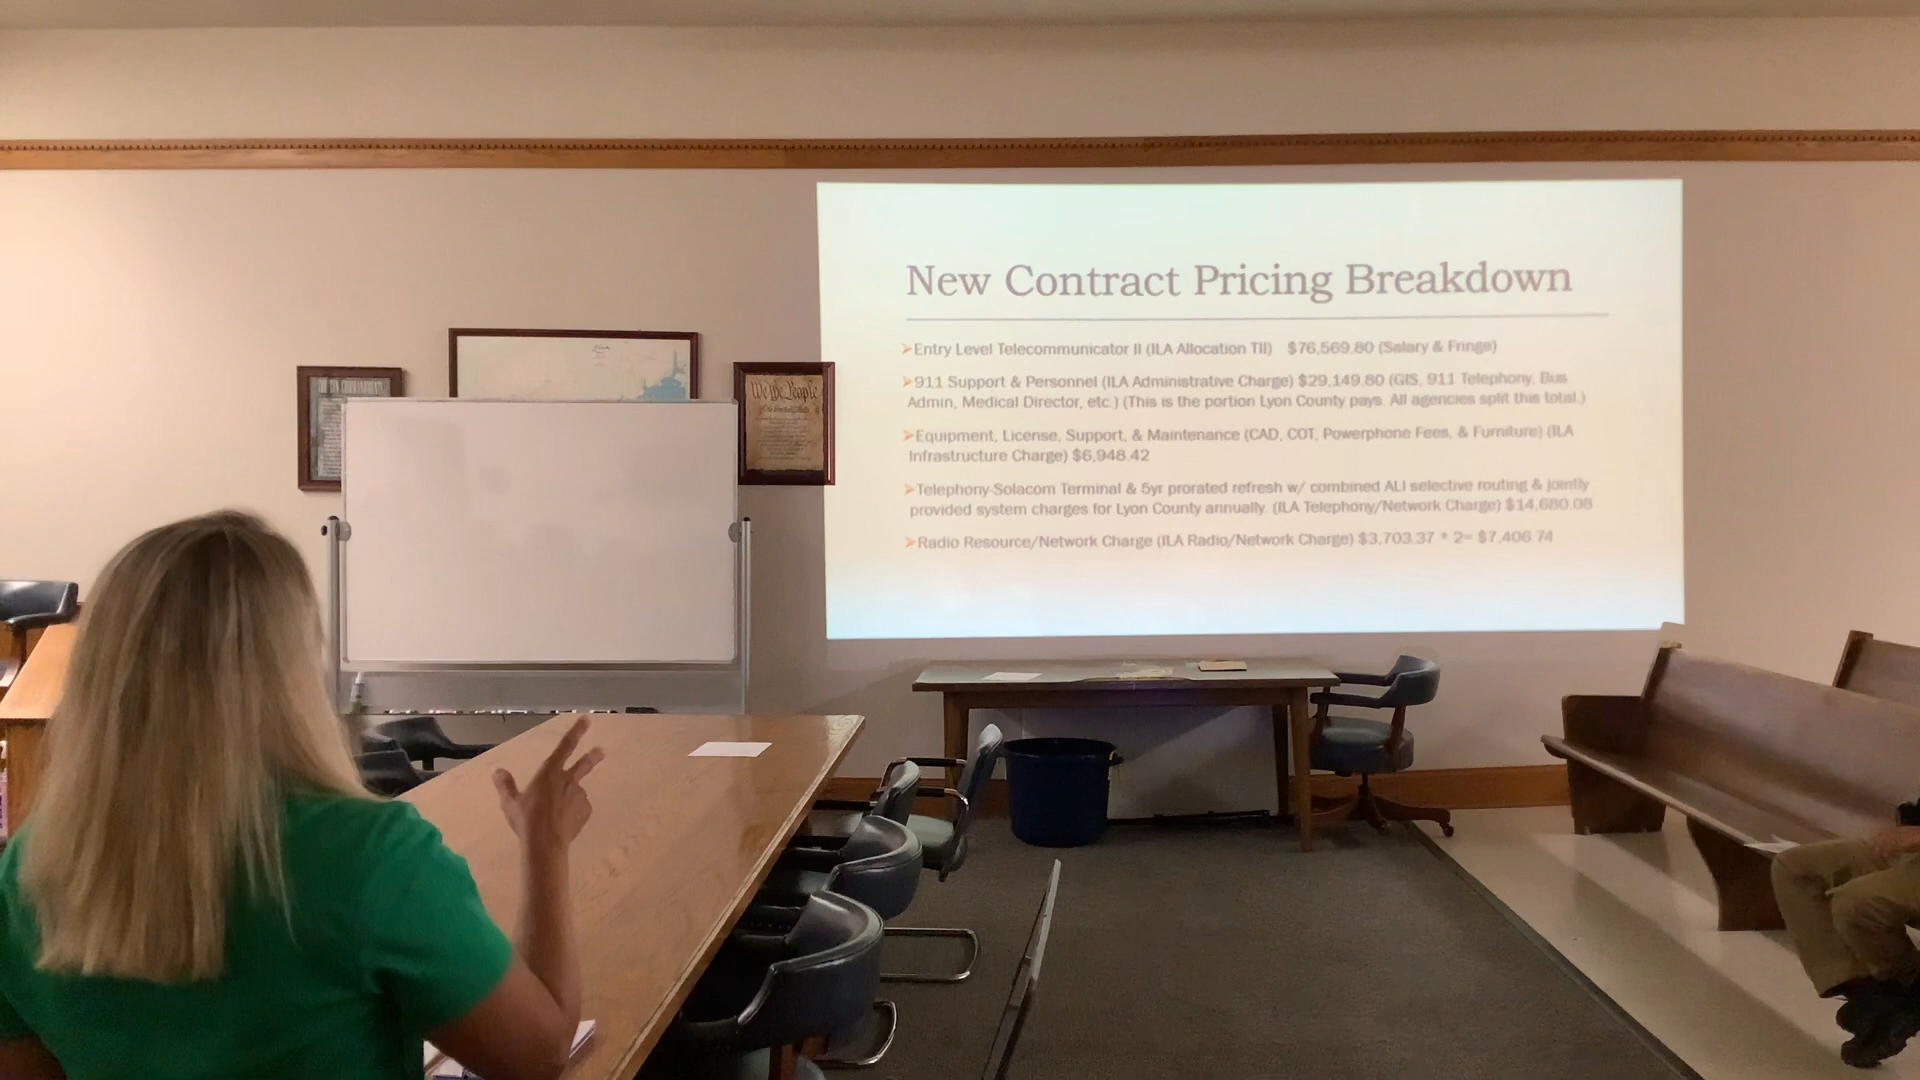 New Contract Pricing Breakdown
➢Entry Level Telecommunicator II (ILA Allocation TII) $76,569.80 (Salary & Fringe)
➢911 Support & Personnel (ILA Administrative Charge) $29,149.80 (GIS, 911 Telephony, Bus
Admin, Medical Director, etc.) (This is the portion Lyon County pays. All agencies split this total.)
➢Equipment, License, Support, & Maintenance (CAD, COT, Powerphone Fees, & Furniture) (ILA
Infrastructure Charge) $6,948.42
➢Telephony-Solacom Terminal & 5yr prorated refresh w/ combined ALI selective routing & jointly
provided system charges for Lyon County annually. (ILA Telephony/Network Charge) $14,680.08
➢Radio Resource/Network Charge (ILA Radio/Network Charge) $3,703.37 * 2= $7,406.74
We the People